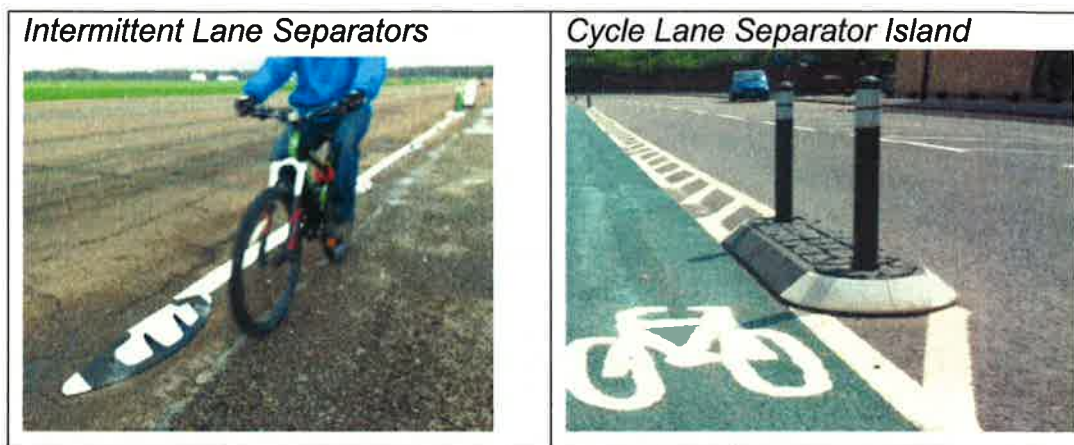 Intermittent Lane Separators
Cycle Lane Separator Island